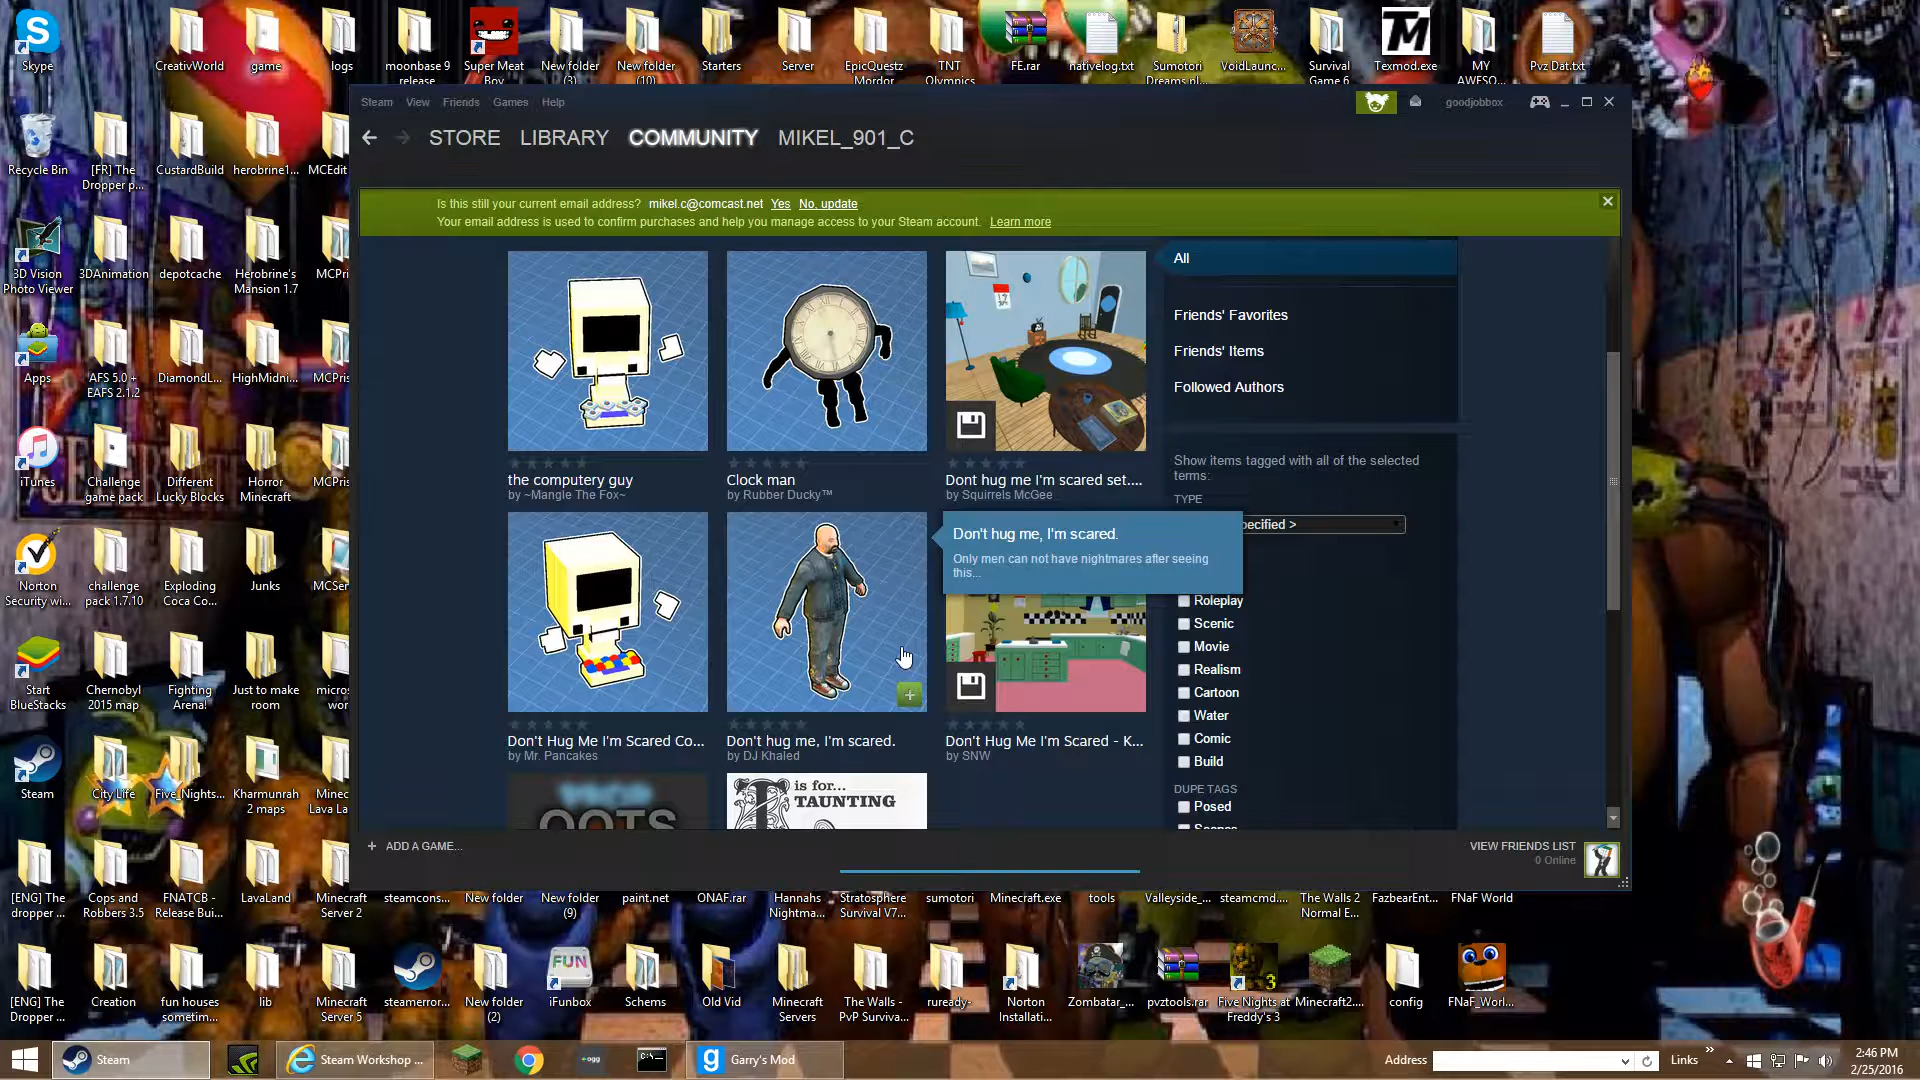 Skype
CreativWorld
game
logs
moonbase 9
release
Super Meat
Boy
New folder
(3)
New folder
(10)
Starters
Server
EpicQuestz
Mordor
TNT
Olympics
FE.rar
nativelog.txt
Sumotori
Dreams pl...
VoidLaunc...
Survival
Game 6
Texmod.exe
MY
AWESO...
Pvz Dat.txt
Steam View Friends Games Help
goodjobbox
STORE LIBRARY COMMUNITY MIKEL_901_C
Is this still your current email address? mikel.c@comcast.net Yes No, update
Your email address is used to confirm purchases and help you manage access to your Steam account. Learn more
Recycle Bin
[FR] The
Dropper p...
CustardBuild
herobrine1...
MCEdit
3D Vision
Photo Viewer
3DAnimation
depotcache
Herobrine's
Mansion 1.7
MCPri
Apps
AFS 5.0 +
EAFS 2.1.2
DiamondL...
HighMidni...
MCPris
iTunes
Challenge
game pack
Different
Lucky Blocks
Horror
Minecraft
MCPris
Norton
Security wi...
challenge
pack 1.7.10
Exploding
Coca Co...
Junks
MCSer
Start
BlueStacks
Chernobyl
2015 map
Fighting
Arena!
Just to make
room
micros
wor
Steam
City Life
Five_Nights...
Kharmunrah
2 maps
Minec
Lava La
All
Friends' Favorites
Friends' Items
Followed Authors
Show items tagged with all of the selected
terms:
TYPE
pecified >
the computery guy
by ~Mangle The Fox~
Clock man
by Rubber Ducky™
Dont hug me I'm scared set....
by Squirrels McGee
Don't hug me, I'm scared.
Only men can not have nightmares after seeing
this...
Roleplay
Scenic
Movie
Realism
Cartoon
Water
Comic
Build
DUPE TAGS
Posed
Scenes
Don't Hug Me I'm Scared Co...
by Mr. Pancakes
Don't hug me, I'm scared.
by DJ Khaled
Don't Hug Me I'm Scared - K...
by SNW
T is for...
TAUNTING
+ ADD A GAME...
VIEW FRIENDS LIST
0 Online
[ENG] The
dropper ...
Cops and
Robbers 3.5
FNATCB -
Release Bui...
LavaLand
Minecraft
Server 2
steamcons...
New folder
New folder
(9)
paint.net
ONAF.rar
Hannahs
Nightma...
Stratosphere
Survival V7...
sumotori
Minecraft.exe
tools
Valleyside_...
steamcmd....
The Walls 2
Normal E...
FazbearEnt...
FNaF World
[ENG] The
Dropper ...
Creation
fun houses
sometim...
lib
Minecraft
Server 5
steamerror...
New folder
(2)
FUN
iFunbox
Schems
Old Vid
Minecraft
Servers
The Walls -
PvP Surviva...
ruready-
Norton
Installati...
Zombatar_...
pvztools.rar
3
Five Nights at
Freddy's 3
Minecraft2....
config
FNaF_Worl...
Steam
Steam Workshop ...
Garry's Mod
Address
Links
2:46 PM
2/25/2016